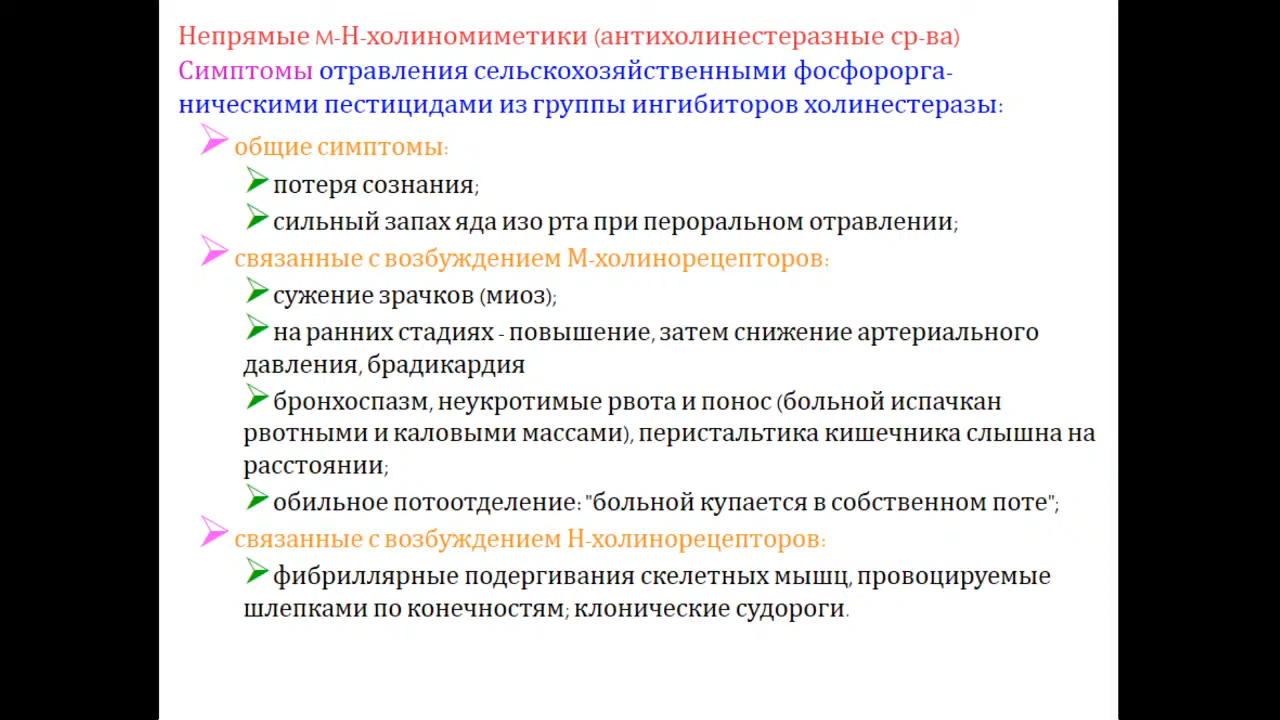 Непрямые м-Н-холиномиметики (антихолинестеразные ср-ва)
Симптомы отравления сельскохозяйственными фосфорорга-
ническими пестицидами из группы ингибиторов холинестеразы:
общие симптомы:
потеря сознания;
сильный запах яда изо рта при пероральном отравлении;
связанные с возбуждением М-холинорецепторов:
сужение зрачков (миоз);
на ранних стадиях - повышение, затем снижение артериального
давления, брадикардия
бронхоспазм, неукротимые рвота и понос (больной испачкан
рвотными и каловыми массами), перистальтика кишечника слышна на
расстоянии;
обильное потоотделение: "больной купается в собственном поте";
связанные с возбуждением Н-холинорецепторов:
фибриллярные подергивания скелетных мышц, провоцируемые
шлепками по конечностям; клонические судороги.